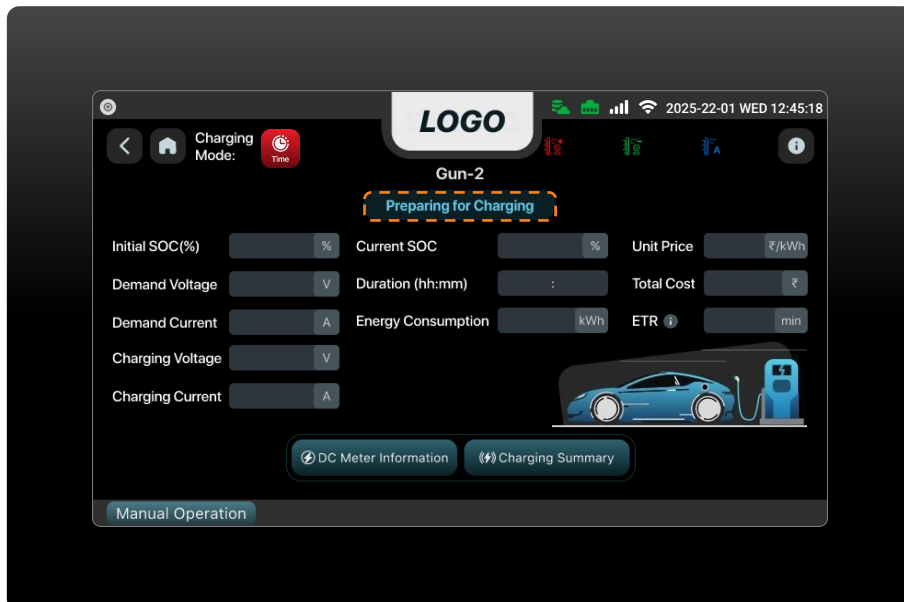 LOGO
2025-22-01 WED 12:45:18
Charging
Mode:
Time
A
Gun-2
Preparing for Charging
Initial SOC(%) % Current SOC % Unit Price ₹/kWh
Demand Voltage V Duration (hh:mm) : Total Cost ₹
Demand Current A Energy Consumption kWh ETR i min
Charging Voltage V
Charging Current A
DC Meter Information Charging Summary
Manual Operation